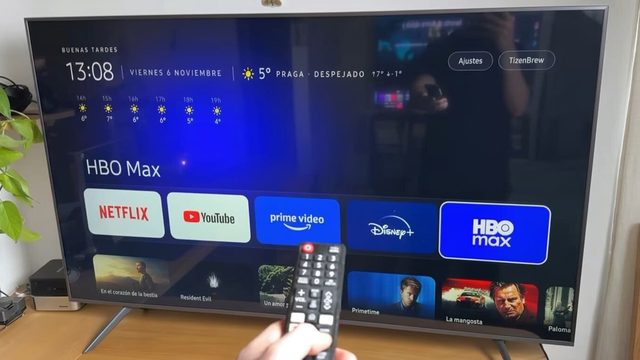 BUENAS TARDES
13:08 VIERNES 6 NOVIEMBRE 5° PRAGA · DESPEJADO ↑7° ↓-1°
Ajustes
TizenBrew
14h 15h 16h 17h 18h 19h
6° 7° 6° 6° 5° 4°
HBO Max
NETFLIX
YouTube
prime video
Disney+
HBO max
En el corazón de la bestia
Resident Evil
Un amor
Primetime
La mangosta
Paloma